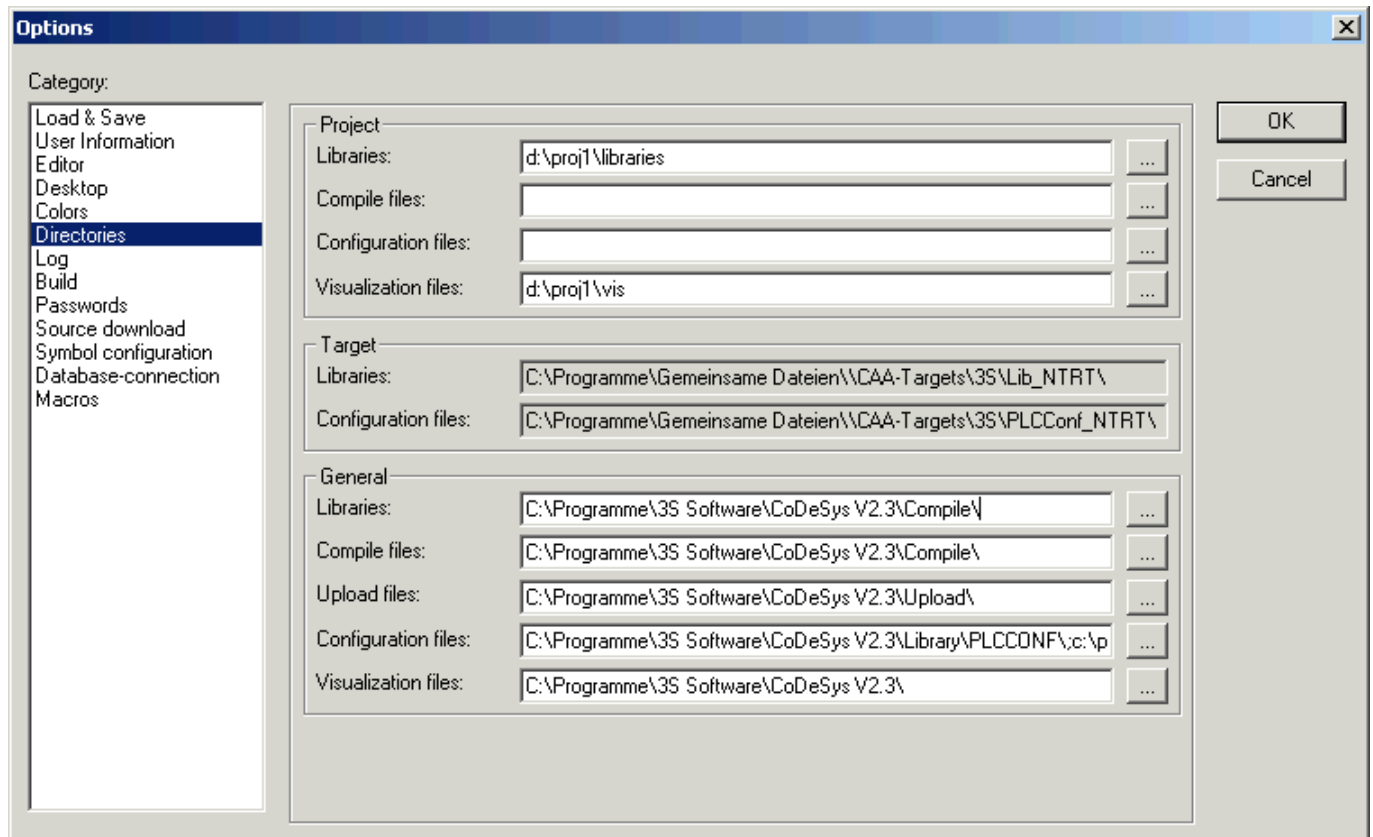 Options
Category:
Load & Save
User Information
Editor
Desktop
Colors
Directories
Log
Build
Passwords
Source download
Symbol configuration
Database-connection
Macros
Project
Libraries: d:\proj1\libraries ...
Compile files: ...
Configuration files: ...
Visualization files: d:\proj1\vis ...
Target
Libraries: C:\Programme\Gemeinsame Dateien\\CAA-Targets\3S\Lib_NTRT\
Configuration files: C:\Programme\Gemeinsame Dateien\\CAA-Targets\3S\PLCConf_NTRT\
General
Libraries: C:\Programme\3S Software\CoDeSys V2.3\Compile\ ...
Compile files: C:\Programme\3S Software\CoDeSys V2.3\Compile\ ...
Upload files: C:\Programme\3S Software\CoDeSys V2.3\Upload\ ...
Configuration files: C:\Programme\3S Software\CoDeSys V2.3\Library\PLCCONF\;c:\p ...
Visualization files: C:\Programme\3S Software\CoDeSys V2.3\ ...
OK
Cancel